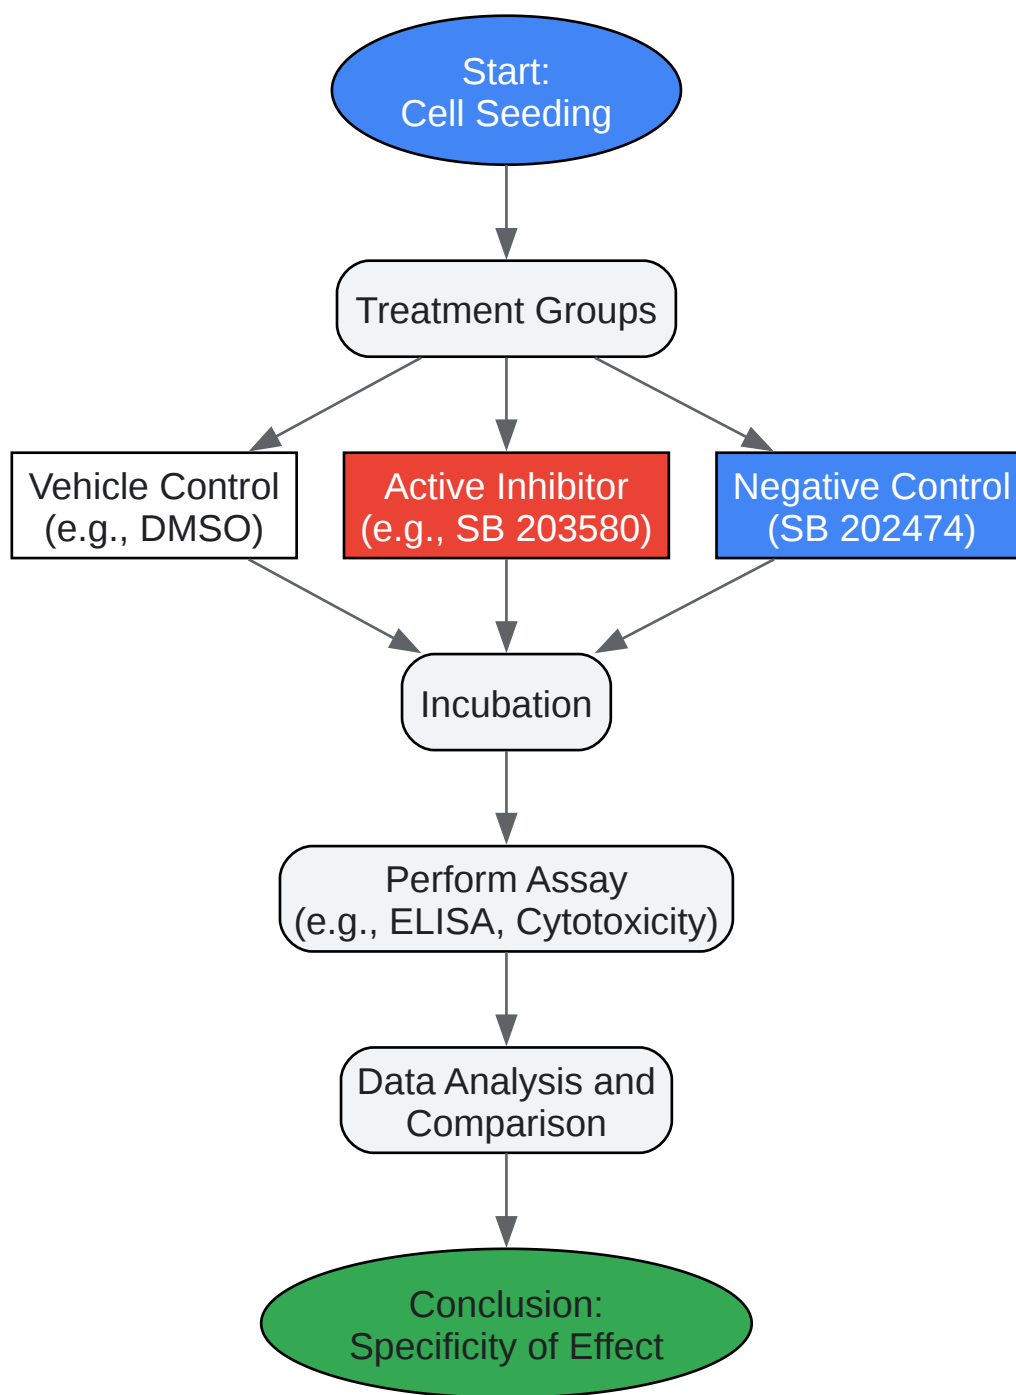 Start:
Cell Seeding
Treatment Groups
Vehicle Control
(e.g., DMSO)
Active Inhibitor
(e.g., SB 203580)
Negative Control
(SB 202474)
Incubation
Perform Assay
(e.g., ELISA, Cytotoxicity)
Data Analysis and
Comparison
Conclusion:
Specificity of Effect